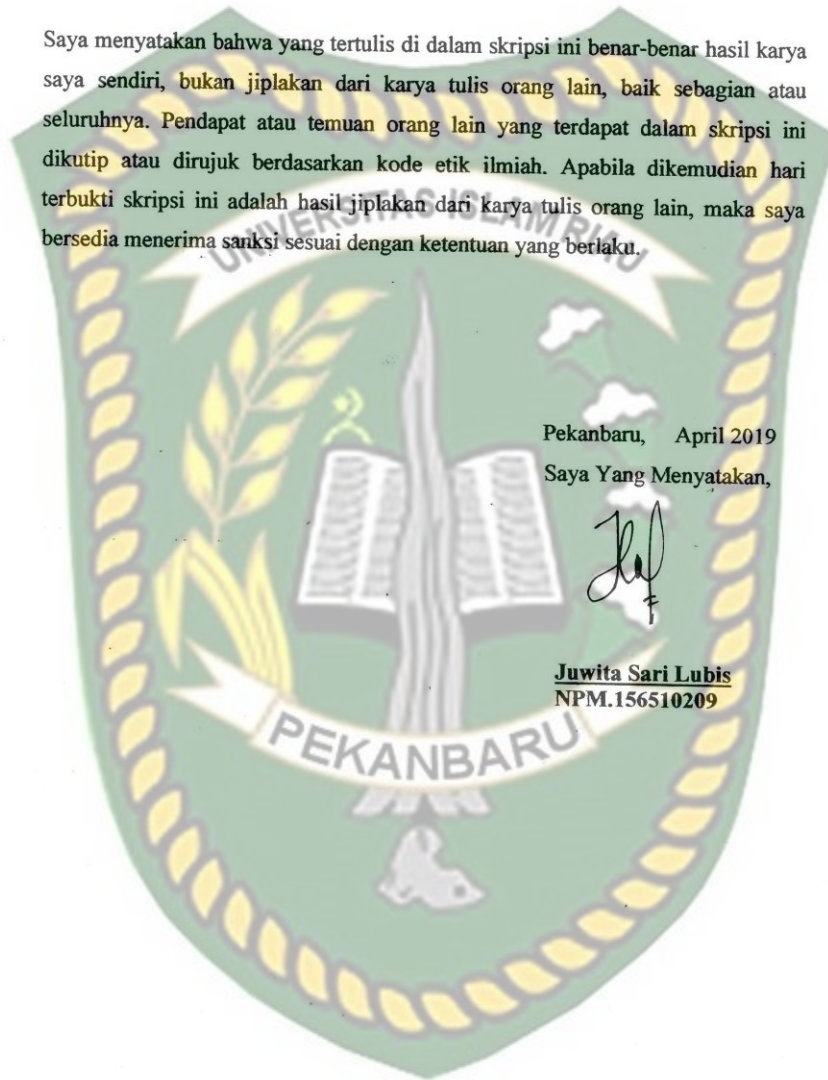 Saya menyatakan bahwa yang tertulis di dalam skripsi ini benar-benar hasil karya
saya sendiri, bukan jiplakan dari karya tulis orang lain, baik sebagian atau
seluruhnya. Pendapat atau temuan orang lain yang terdapat dalam skripsi ini
dikutip atau dirujuk berdasarkan kode etik ilmiah. Apabila dikemudian hari
terbukti skripsi ini adalah hasil jiplakan dari karya tulis orang lain, maka saya
bersedia menerima sanksi sesuai dengan ketentuan yang berlaku.
UNIVERSITAS ISLAM RIAU
Pekanbaru, April 2019
Saya Yang Menyatakan,
Juwita Sari Lubis
NPM.156510209
PEKANBARU